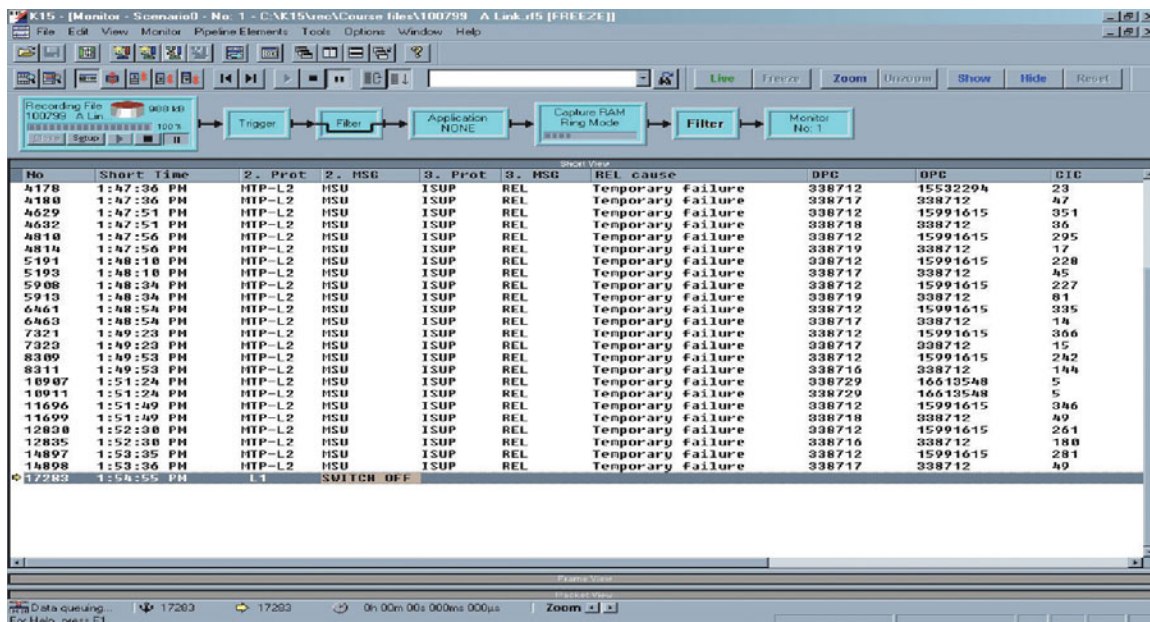 K15 - [Monitor - Scenario0 - No: 1 - C:\K15\rec\Course files\100799 A Link.rf5 [FREEZE]]
File Edit View Monitor Pipeline Elements Tools Options Window Help
Live Freeze Zoom Unzoom Show Hide Reset
Recording File
100799 A Lin
900 kB
100 %
Setup
Trigger
Filter
Application
NONE
Capture RAM
Ring Mode
Filter
Monitor
No: 1
Short View
No Short Time 2. Prot 2. MSG 3. Prot 3. MSG REL cause DPC OPC CIC
4178 1:47:36 PM MTP-L2 MSU ISUP REL Temporary failure 338712 15532294 23
4180 1:47:36 PM MTP-L2 MSU ISUP REL Temporary failure 338717 338712 47
4629 1:47:51 PM MTP-L2 MSU ISUP REL Temporary failure 338712 15991615 351
4632 1:47:51 PM MTP-L2 MSU ISUP REL Temporary failure 338718 338712 36
4810 1:47:56 PM MTP-L2 MSU ISUP REL Temporary failure 338712 15991615 295
4814 1:47:56 PM MTP-L2 MSU ISUP REL Temporary failure 338719 338712 17
5191 1:48:10 PM MTP-L2 MSU ISUP REL Temporary failure 338712 15991615 228
5193 1:48:10 PM MTP-L2 MSU ISUP REL Temporary failure 338717 338712 45
5908 1:48:34 PM MTP-L2 MSU ISUP REL Temporary failure 338712 15991615 227
5913 1:48:34 PM MTP-L2 MSU ISUP REL Temporary failure 338719 338712 81
6461 1:48:54 PM MTP-L2 MSU ISUP REL Temporary failure 338712 15991615 335
6463 1:48:54 PM MTP-L2 MSU ISUP REL Temporary failure 338717 338712 14
7321 1:49:23 PM MTP-L2 MSU ISUP REL Temporary failure 338712 15991615 366
7323 1:49:23 PM MTP-L2 MSU ISUP REL Temporary failure 338717 338712 15
8309 1:49:53 PM MTP-L2 MSU ISUP REL Temporary failure 338712 15991615 242
8311 1:49:53 PM MTP-L2 MSU ISUP REL Temporary failure 338716 338712 144
10907 1:51:24 PM MTP-L2 MSU ISUP REL Temporary failure 338729 16613548 5
10911 1:51:24 PM MTP-L2 MSU ISUP REL Temporary failure 338729 16613548 5
11696 1:51:49 PM MTP-L2 MSU ISUP REL Temporary failure 338712 15991615 346
11699 1:51:49 PM MTP-L2 MSU ISUP REL Temporary failure 338718 338712 49
12830 1:52:30 PM MTP-L2 MSU ISUP REL Temporary failure 338712 15991615 261
12835 1:52:30 PM MTP-L2 MSU ISUP REL Temporary failure 338716 338712 180
14897 1:53:35 PM MTP-L2 MSU ISUP REL Temporary failure 338712 15991615 281
14898 1:53:36 PM MTP-L2 MSU ISUP REL Temporary failure 338717 338712 49
17283 1:54:55 PM L1 SWITCH OFF
Frame View
Packet View
Data queuing... 17283 17283 0h 00m 00s 000ms 000µs Zoom
For Help, press F1